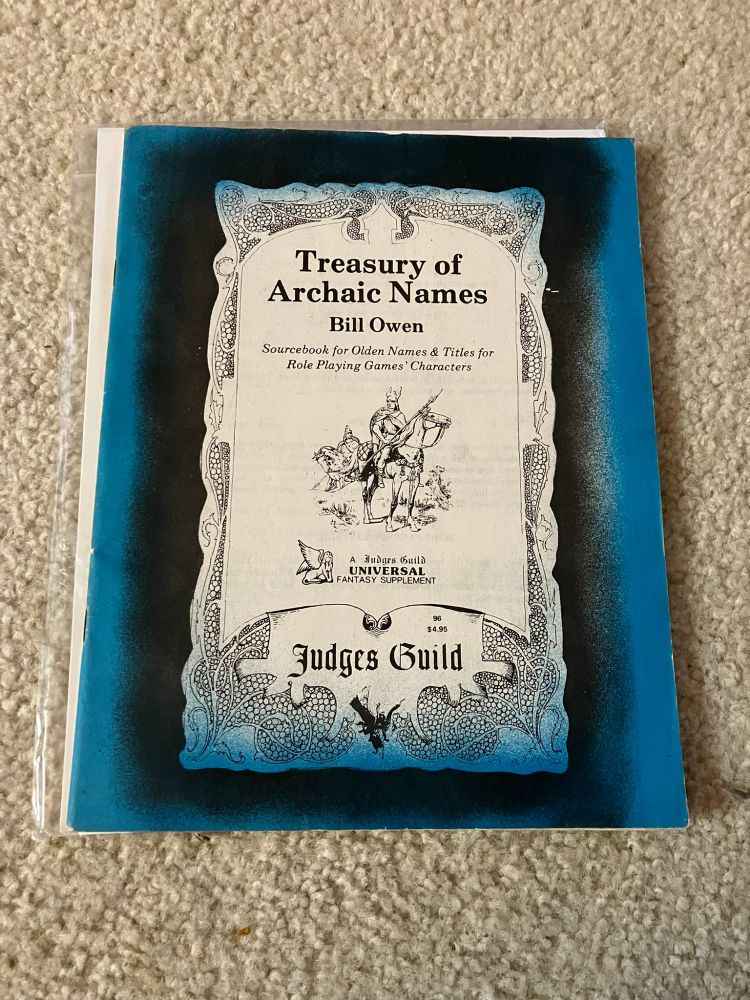 Treasury of
Archaic Names
Bill Owen
Sourcebook for Olden Names & Titles for
Role Playing Games' Characters
A Judges Guild
UNIVERSAL
FANTASY SUPPLEMENT
96
$4.95
Judges Guild